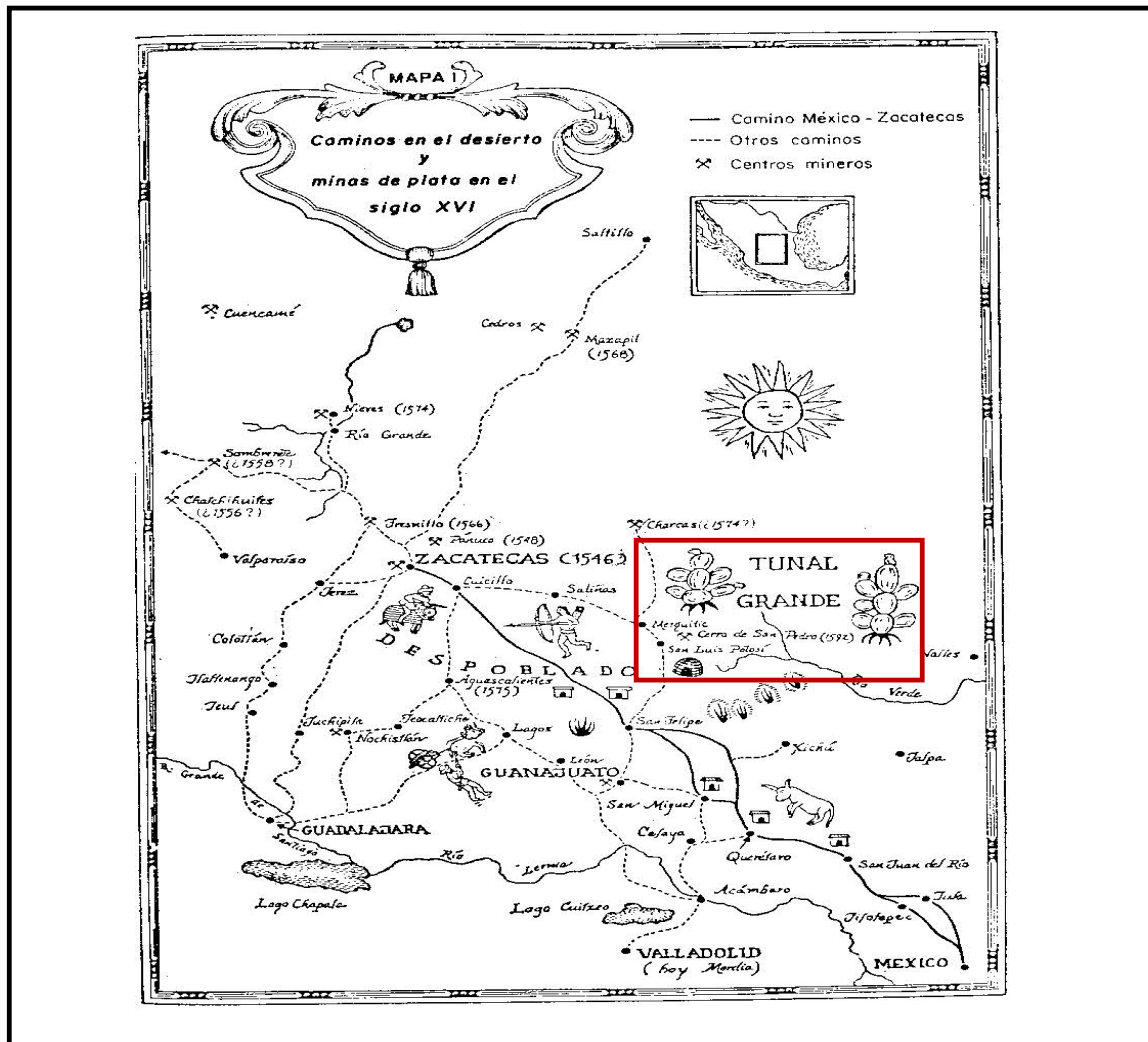 MAPA I
Caminos en el desierto
y
minas de plata en el
siglo XVI
Camino México - Zacatecas
Otros caminos
Centros mineros
Saltillo
Cuencamé
Cedros
Mazapil
(1568)
Nieves (1574)
Río Grande
Sombrerete
(¿1558?)
Chalchihuites
(¿1556?)
Fresnillo (1566)
Charcas (¿1574?)
Pánuco (1548)
Valparaíso
ZACATECAS (1546)
TUNAL
GRANDE
Jerez
Cuicillo
Salinas
Mezquitic
Cerro de San Pedro (1592)
San Luis Potosí
Colotlán
DESPOBLADO
Valles
Tlaltenango
Aguascalientes
(1575)
Río Verde
Teul
Juchipila
Teocaltiche
Nochistlán
Lagos
San Felipe
Xichú
Jalpa
León
GUANAJUATO
R. Grande de Santiago
San Miguel
GUADALAJARA
Celaya
Querétaro
San Juan del Río
Río Lerma
Lago Chapala
Acámbaro
Tula
Lago Cuitzeo
Jilotepec
VALLADOLID
(hoy Morelia)
MEXICO